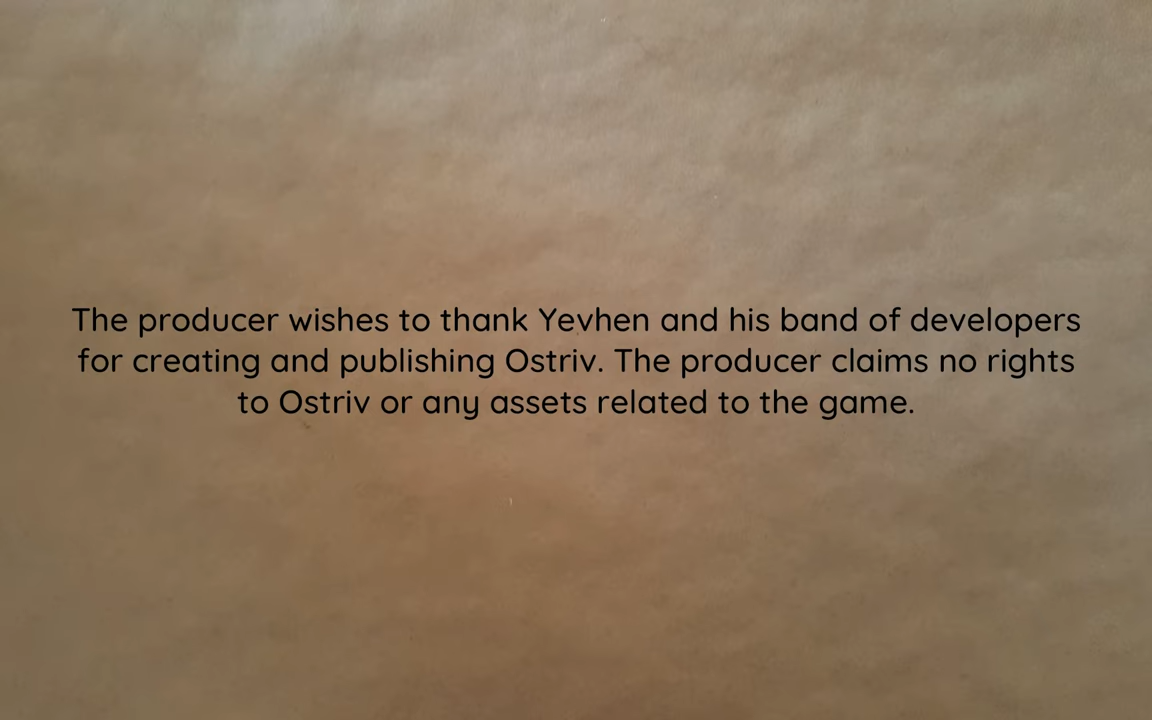 The producer wishes to thank Yevhen and his band of developers
for creating and publishing Ostriv. The producer claims no rights
to Ostriv or any assets related to the game.